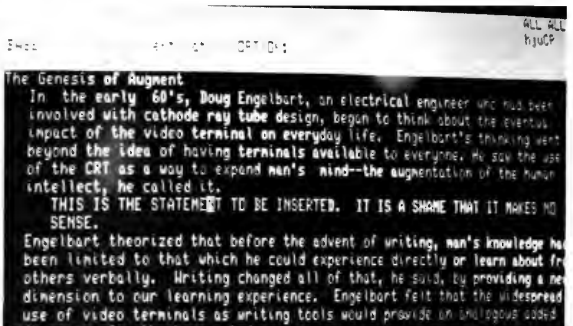 ALL ALL
hjuCP
The Genesis of Augment
In the early 60's, Doug Engelbart, an electrical engineer who had been
involved with cathode ray tube design, began to think about the eventual
impact of the video terminal on everyday life. Engelbart's thinking went
beyond the idea of having terminals available to everyone. He saw the use
of the CRT as a way to expand man's mind--the augmentation of the human
intellect, he called it.
THIS IS THE STATEMENT TO BE INSERTED. IT IS A SHAME THAT IT MAKES NO
SENSE.
Engelbart theorized that before the advent of writing, man's knowledge had
been limited to that which he could experience directly or learn about
others verbally. Writing changed all of that, he said, by providing a new
dimension to our learning experience. Engelbart felt that the widespread
use of video terminals as writing tools would provide an analogous added